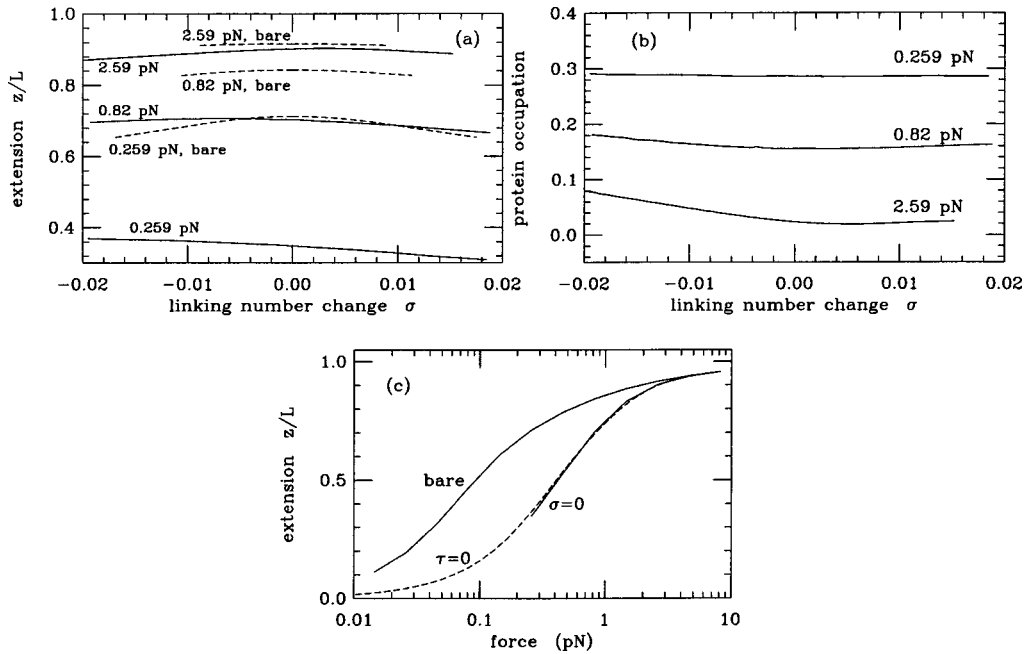 (a)
extension z/L
1.0
0.8
0.6
0.4
2.59 pN, bare
2.59 pN
0.82 pN, bare
0.82 pN
0.259 pN, bare
0.259 pN
−0.02 −0.01 0.00 0.01 0.02
linking number change σ
(b)
protein occupation
0.4
0.3
0.2
0.1
0.0
0.259 pN
0.82 pN
2.59 pN
−0.02 −0.01 0.00 0.01 0.02
linking number change σ
(c)
extension z/L
1.0
0.5
0.0
bare
σ=0
τ=0
0.01 0.1 1 10
force (pN)